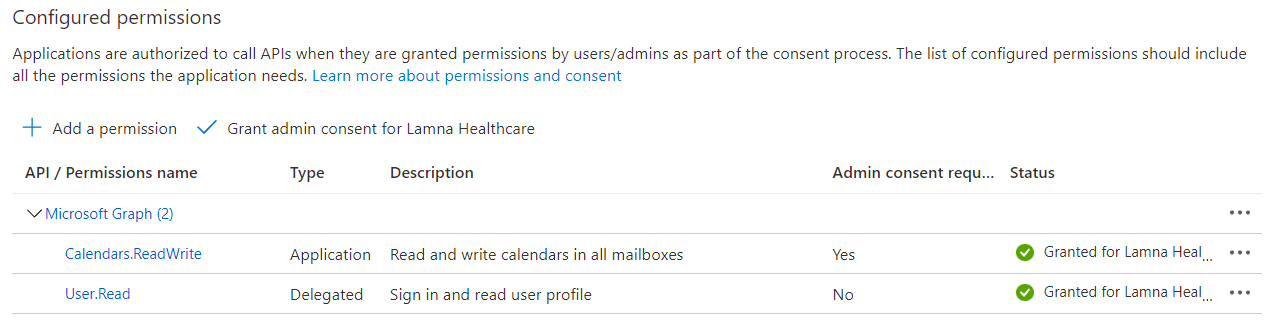 Configured permissions
Applications are authorized to call APIs when they are granted permissions by users/admins as part of the consent process. The list of configured permissions should include
all the permissions the application needs. Learn more about permissions and consent
Add a permission Grant admin consent for Lamna Healthcare
API / Permissions name Type Description Admin consent requ... Status
Microsoft Graph (2)
Calendars.ReadWrite Application Read and write calendars in all mailboxes Yes Granted for Lamna Heal...
User.Read Delegated Sign in and read user profile No Granted for Lamna Heal...